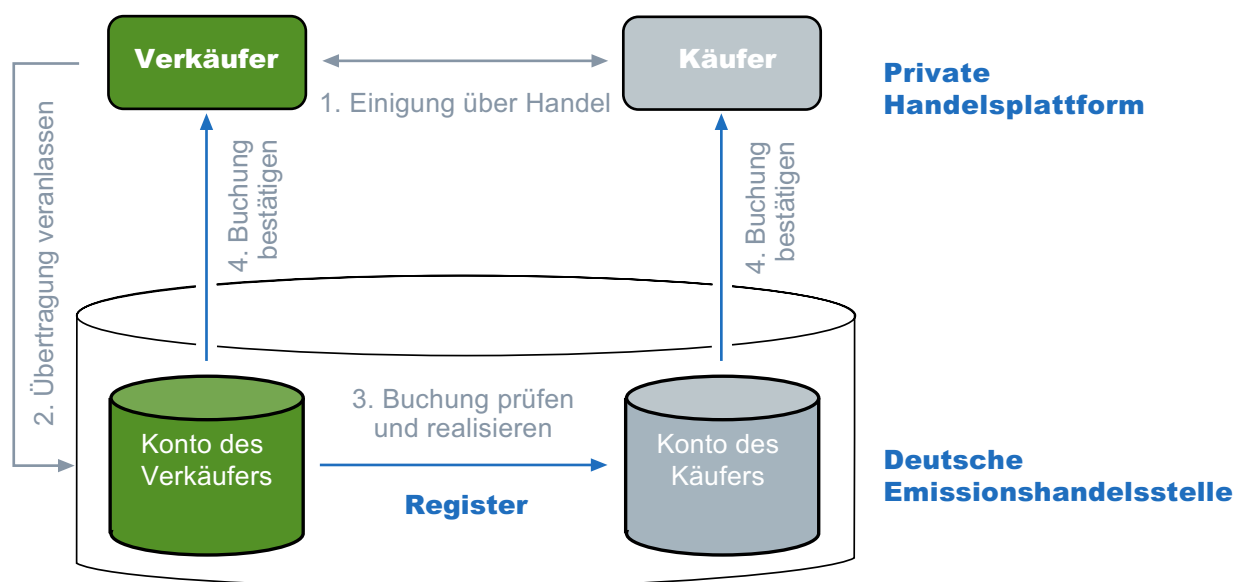 Verkäufer
Käufer
Private
Handelsplattform
1. Einigung über Handel
2. Übertragung veranlassen
4. Buchung
bestätigen
4. Buchung
bestätigen
3. Buchung prüfen
und realisieren
Konto des
Verkäufers
Konto des
Käufers
Register
Deutsche
Emissionshandelsstelle